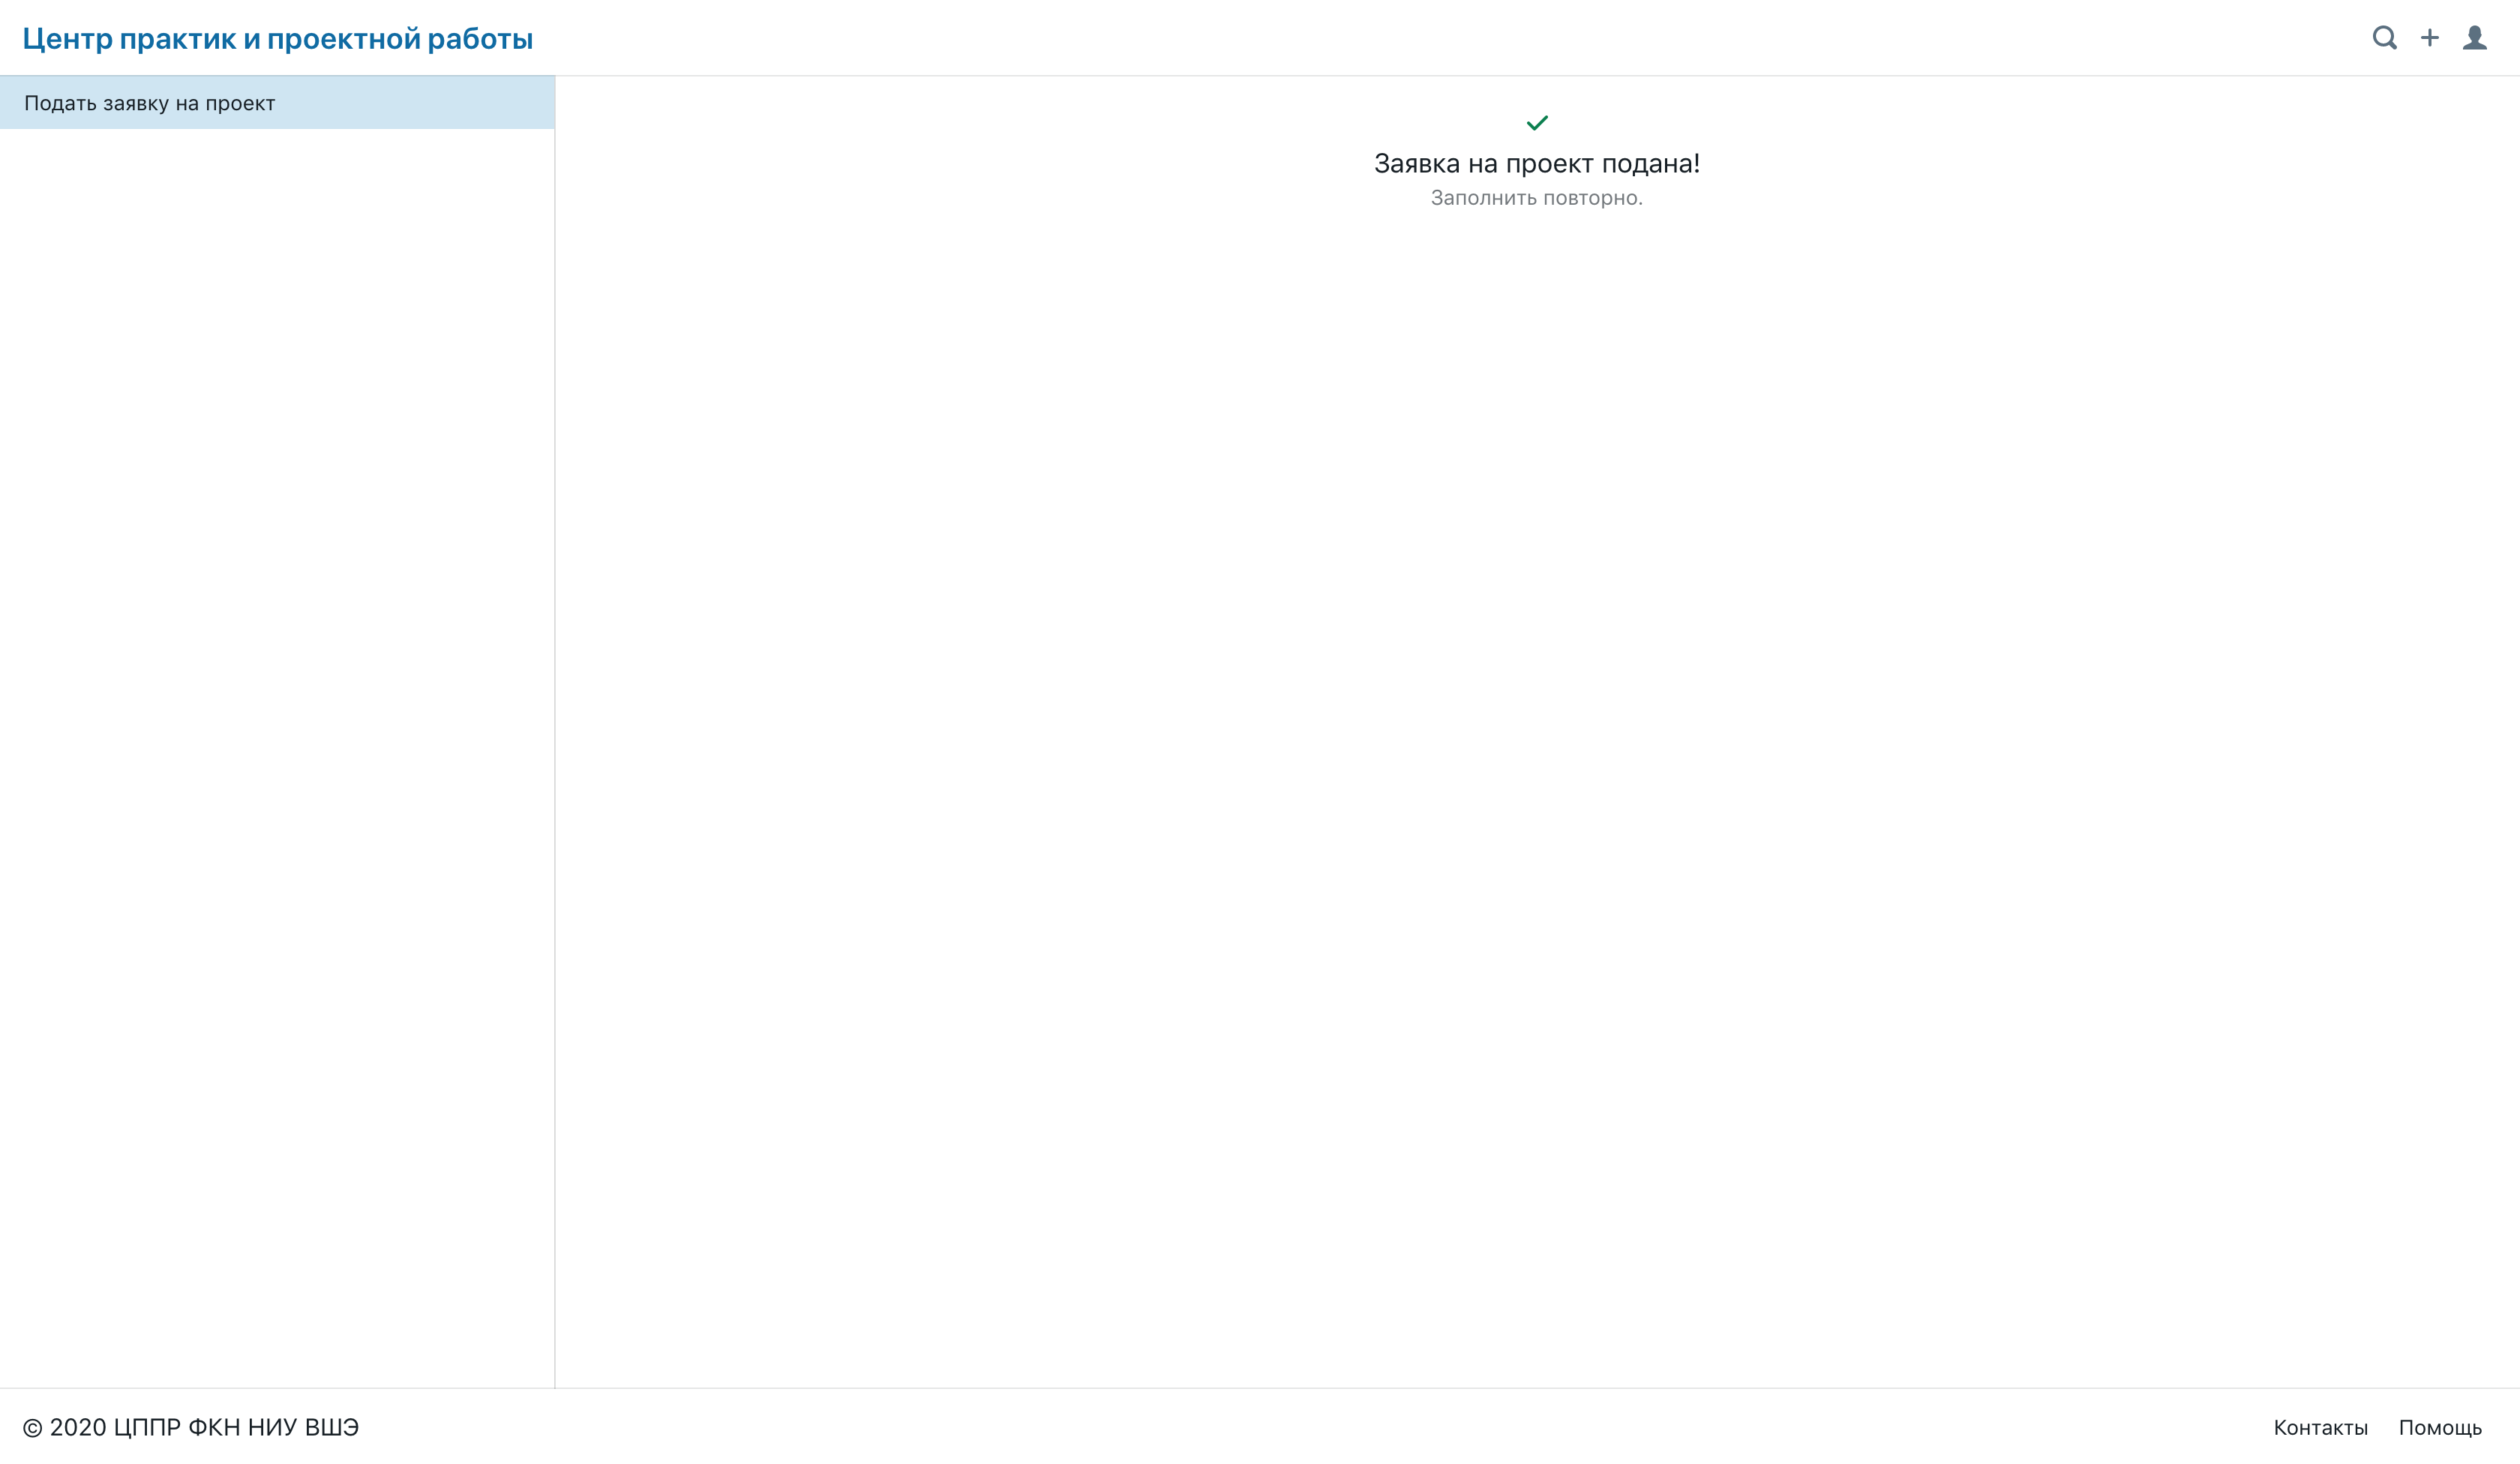 Центр практик и проектной работы
Подать заявку на проект
Заявка на проект подана!
Заполнить повторно.
© 2020 ЦППР ФКН НИУ ВШЭ
Контакты Помощь